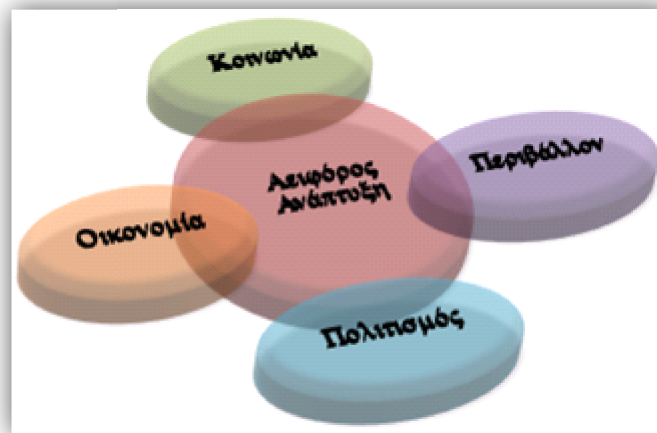 Κοινωνία
Αειφόρος
Ανάπτυξη
Περιβάλλον
Οικονομία
Πολιτισμός